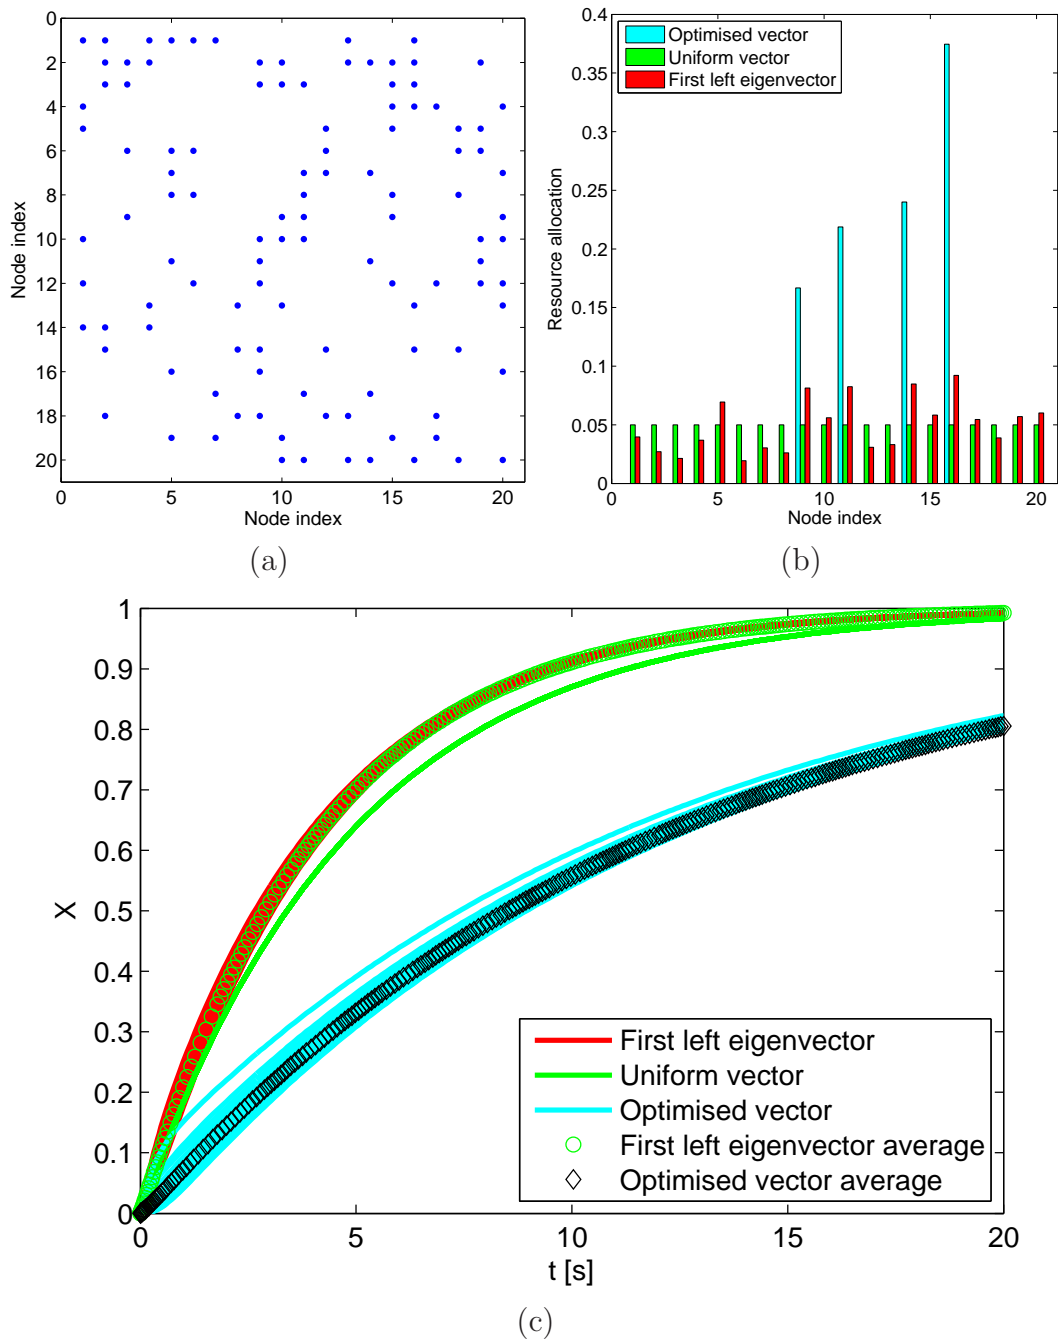 0
2
4
6
8
10
12
14
16
18
20
Node index
0 5 10 15 20
Node index
(a)
0.4
0.35
0.3
0.25
0.2
0.15
0.1
0.05
0
Resource allocation
Optimised vector
Uniform vector
First left eigenvector
0 5 10 15 20
Node index
(b)
1
0.9
0.8
0.7
0.6
0.5
0.4
0.3
0.2
0.1
0
X
First left eigenvector
Uniform vector
Optimised vector
First left eigenvector average
Optimised vector average
0 5 10 15 20
t [s]
(c)